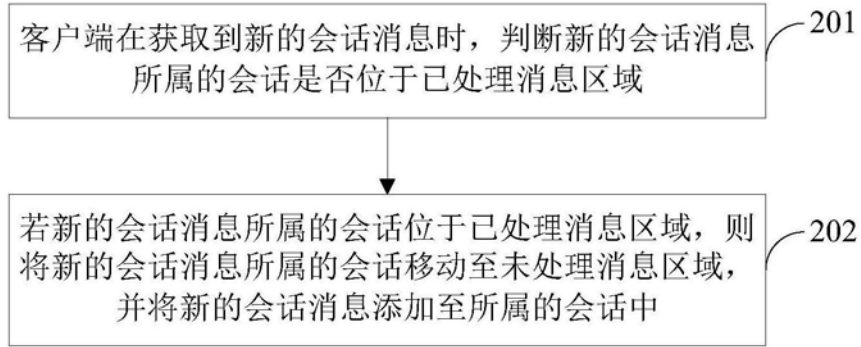 客户端在获取到新的会话消息时，判断新的会话消息
所属的会话是否位于已处理消息区域
201
若新的会话消息所属的会话位于已处理消息区域，则
将新的会话消息所属的会话移动至未处理消息区域，
并将新的会话消息添加至所属的会话中
202